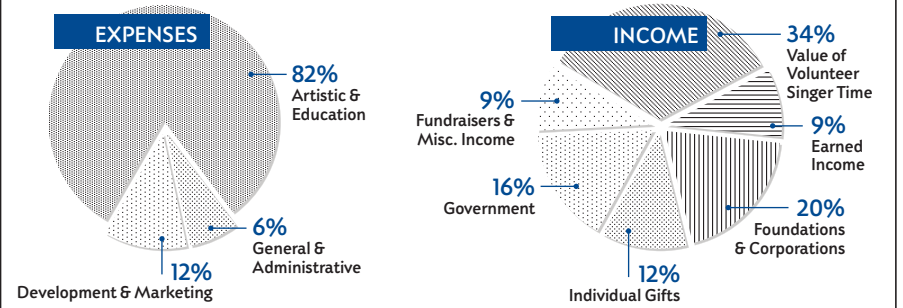 EXPENSES
82%
Artistic &
Education
6%
General &
Administrative
12%
Development & Marketing
INCOME
34%
Value of
Volunteer
Singer Time
9%
Earned
Income
20%
Foundations
& Corporations
12%
Individual Gifts
16%
Government
9%
Fundraisers &
Misc. Income